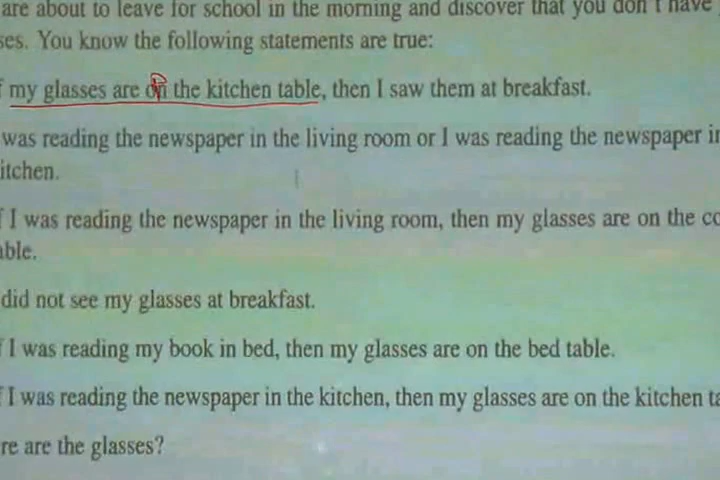 are about to leave for school in the morning and discover that you don't have
ses. You know the following statements are true:
f my glasses are on the kitchen table, then I saw them at breakfast.
was reading the newspaper in the living room or I was reading the newspaper in
itchen.
f I was reading the newspaper in the living room, then my glasses are on the co
able.
did not see my glasses at breakfast.
f I was reading my book in bed, then my glasses are on the bed table.
f I was reading the newspaper in the kitchen, then my glasses are on the kitchen ta
re are the glasses?